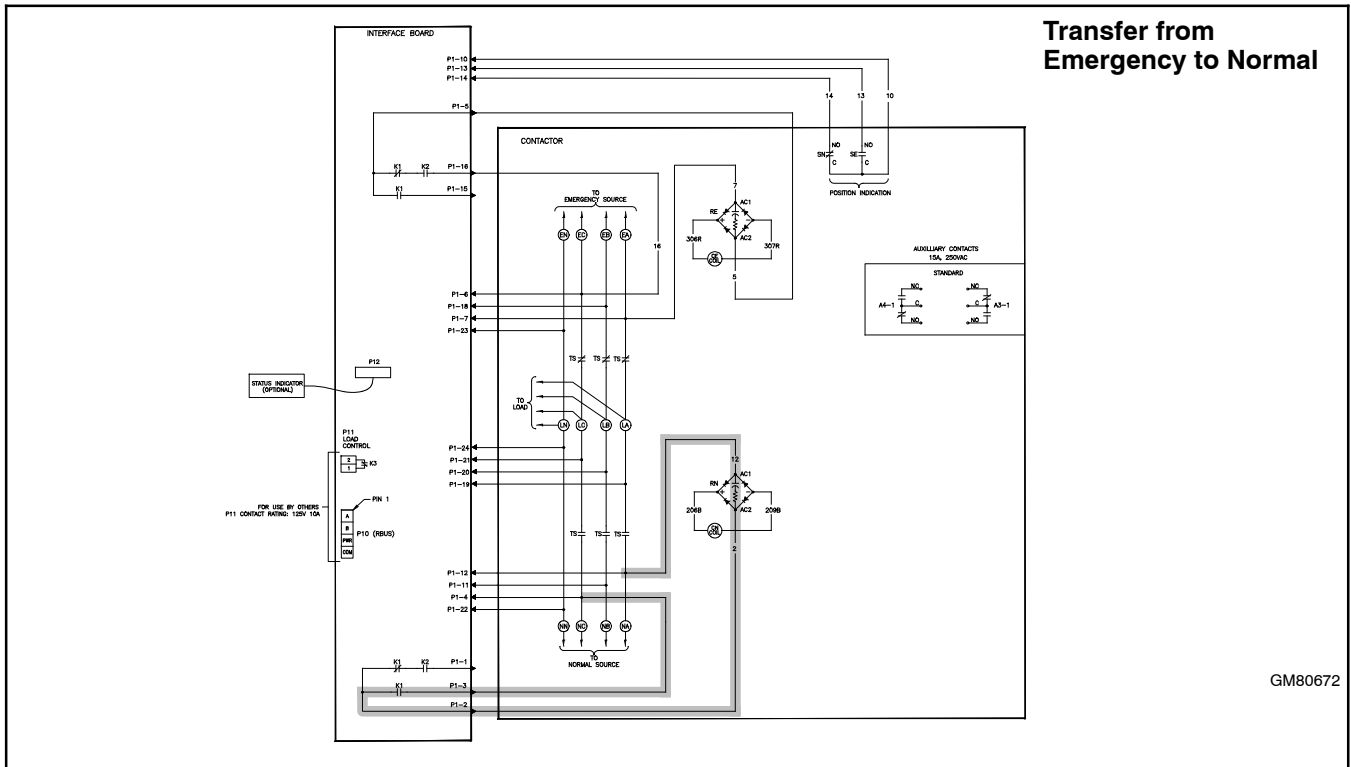 Transfer from
Emergency to Normal
INTERFACE BOARD
P1-10
P1-13
P1-14
P1-5
14
13
10
CONTACTOR
NO
NO
SN
SE
C
C
POSITION INDICATION
K1
K2
P1-16
K1
P1-15
TO
EMERGENCY SOURCE
7
AC1
RE
EN
EC
EB
EA
AC2
306R
307R
SE
COIL
16
5
AUXILLIARY CONTACTS
15A, 250VAC
STANDARD
NC
NC
A4-1
C
C
A3-1
NO
NO
P1-6
P1-18
P1-7
P1-23
TS
TS
TS
P12
STATUS INDICATOR
(OPTIONAL)
TO
LOAD
LN
LC
LB
LA
P11
LOAD
CONTROL
2
1
K3
P1-24
P1-21
P1-20
P1-19
12
AC1
RN
AC2
206B
209B
SN
COIL
2
PIN 1
FOR USE BY OTHERS
P11 CONTACT RATING: 125V 10A
A
B
PWR
COM
P10 (RBUS)
TS
TS
TS
P1-12
P1-11
P1-4
P1-22
NN
NC
NB
NA
TO
NORMAL SOURCE
K1
K2
P1-1
K1
P1-3
P1-2
GM80672